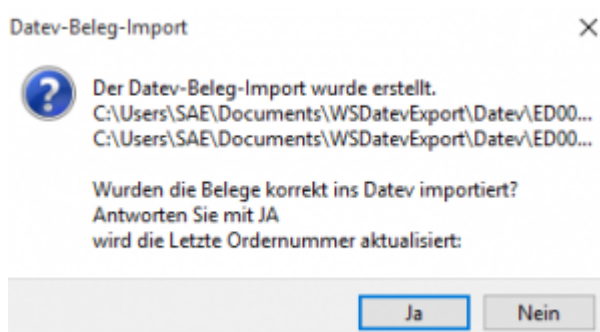 Datev-Beleg-Import
Der Datev-Beleg-Import wurde erstellt.
C:\Users\SAE\Documents\WSDatevExport\Datev\ED00...
C:\Users\SAE\Documents\WSDatevExport\Datev\ED00...
Wurden die Belege korrekt ins Datev importiert?
Antworten Sie mit JA
wird die Letzte Ordernummer aktualisiert:
Ja
Nein